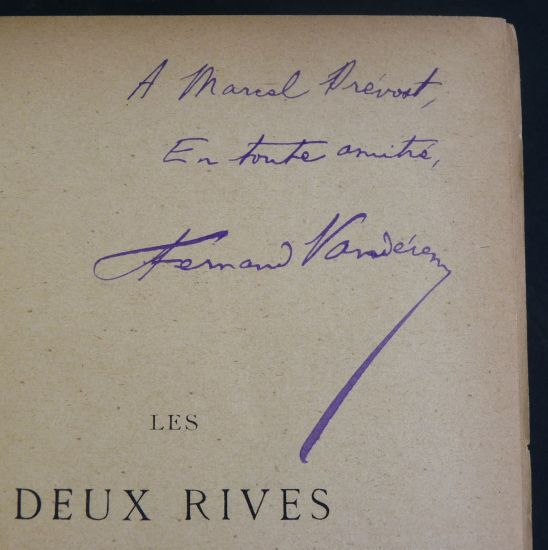 A Marcel Prévost,
En toute amitié,
Fernand Vandérem
LES
DEUX RIVES